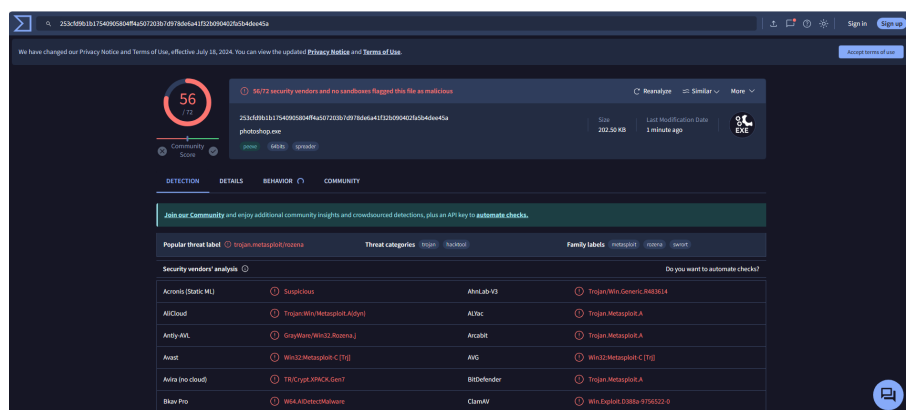 253cfd9b1b17540905804ff4a507203b7d978de6a41f32b090402fa5b4dee45a
Sign in
Sign up
We have changed our Privacy Notice and Terms of Use, effective July 18, 2024. You can view the updated Privacy Notice and Terms of Use.
Accept terms of use
56
/ 72
Community
Score
56/72 security vendors and no sandboxes flagged this file as malicious
Reanalyze
Similar
More
253cfd9b1b17540905804ff4a507203b7d978de6a41f32b090402fa5b4dee45a
photoshop.exe
peexe
64bits
spreader
Size
202.50 KB
Last Modification Date
1 minute ago
EXE
DETECTION
DETAILS
BEHAVIOR
COMMUNITY
Join our Community and enjoy additional community insights and crowdsourced detections, plus an API key to automate checks.
Popular threat label
trojan.metasploit/rozena
Threat categories
trojan
hacktool
Family labels
metasploit
rozena
swrort
Security vendors' analysis
Do you want to automate checks?
Acronis (Static ML)
Suspicious
AhnLab-V3
Trojan/Win.Generic.R483614
AliCloud
Trojan:Win/Metasploit.A(dyn)
ALYac
Trojan.Metasploit.A
Antiy-AVL
GrayWare/Win32.Rozena.j
Arcabit
Trojan.Metasploit.A
Avast
Win32:Metasploit-C [Trj]
AVG
Win32:Metasploit-C [Trj]
Avira (no cloud)
TR/Crypt.XPACK.Gen7
BitDefender
Trojan.Metasploit.A
Bkav Pro
W64.AIDetectMalware
ClamAV
Win.Exploit.D388a-9756522-0